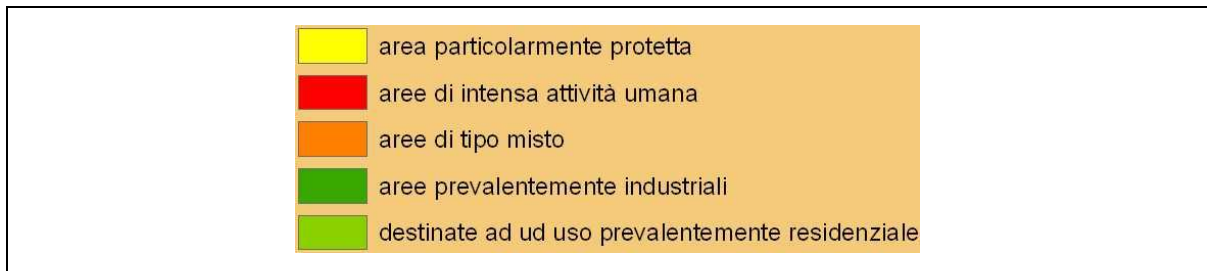 area particolarmente protetta
aree di intensa attività umana
aree di tipo misto
aree prevalentemente industriali
destinate ad ud uso prevalentemente residenziale